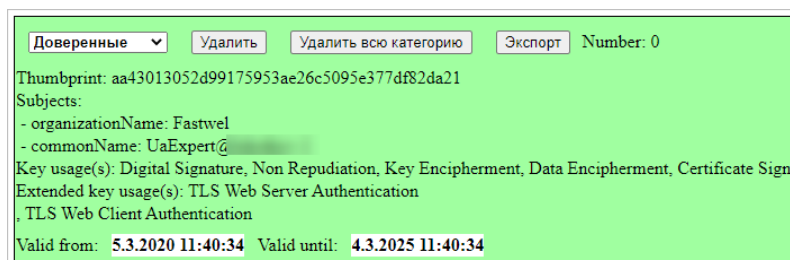 Доверенные Удалить Удалить всю категорию Экспорт Number: 0
Thumbprint: aa43013052d99175953ae26c5095e377df82da21
Subjects:
- organizationName: Fastwel
- commonName: UaExpert@
Key usage(s): Digital Signature, Non Repudiation, Key Encipherment, Data Encipherment, Certificate Sign
Extended key usage(s): TLS Web Server Authentication
, TLS Web Client Authentication
Valid from: 5.3.2020 11:40:34 Valid until: 4.3.2025 11:40:34